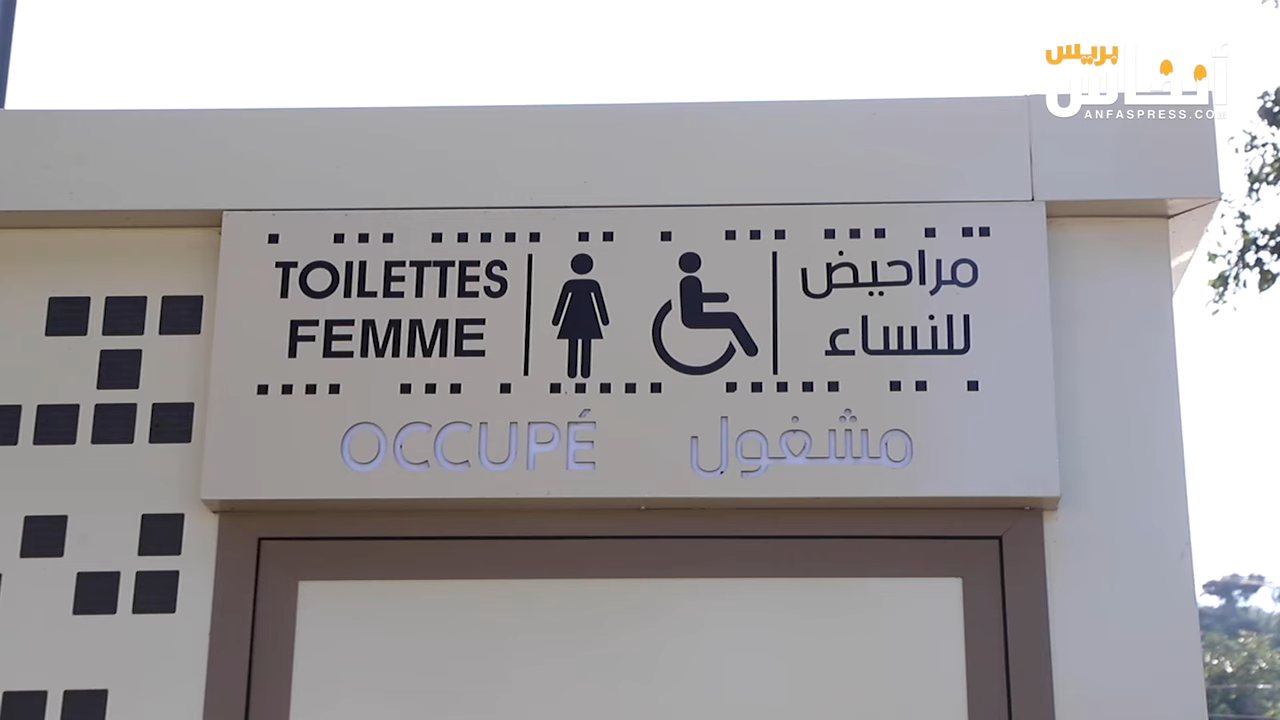 أنفاس بريس
ANFASPRESS.COM
TOILETTES
FEMME
مراحيض
للنساء
OCCUPÉ مشغول